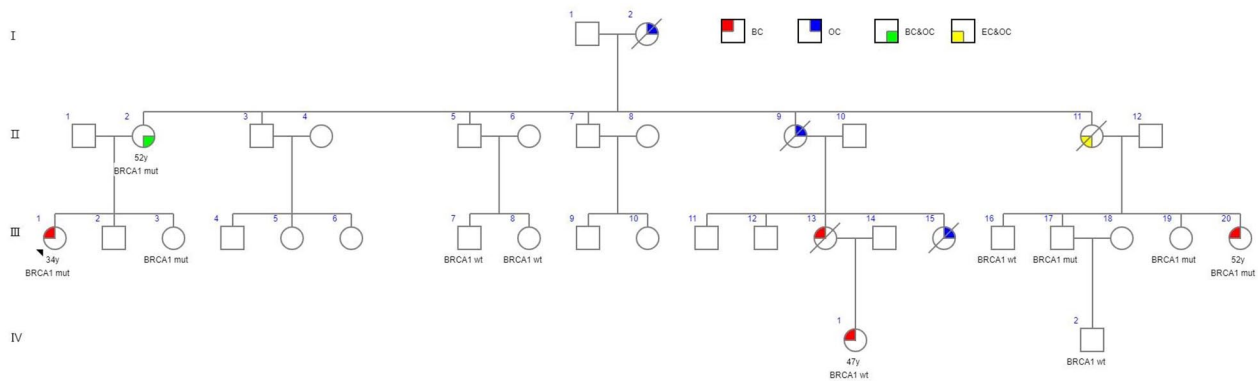 1 2
I BC OC BC&OC EC&OC
1 2 3 4 5 6 7 8 9 10 11 12
II
52y
BRCA1 mut
1 2 3 4 5 6 7 8 9 10 11 12 13 14 15 16 17 18 19 20
III
34y BRCA1 mut BRCA1 wt BRCA1 wt BRCA1 wt BRCA1 mut BRCA1 mut 52y
BRCA1 mut BRCA1 mut
1 2
IV
47y BRCA1 wt
BRCA1 wt